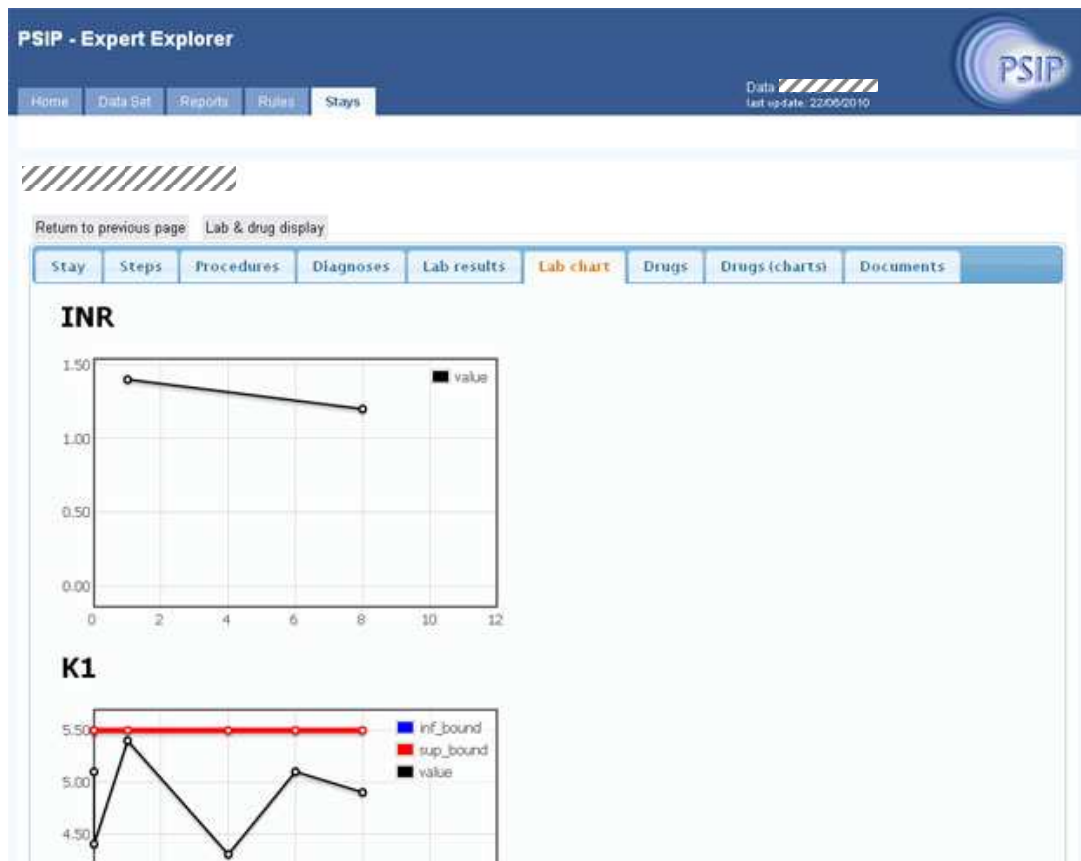 PSIP - Expert Explorer
PSIP
Home Data Set Reports Rules Stays
Data
last update: 22/06/2010
Return to previous page Lab & drug display
Stay Steps Procedures Diagnoses Lab results Lab chart Drugs Drugs (charts) Documents
INR
1.50
value
1.00
0.50
0.00
0 2 4 6 8 10 12
K1
5.50
inf_bound
sup_bound
value
5.00
4.50